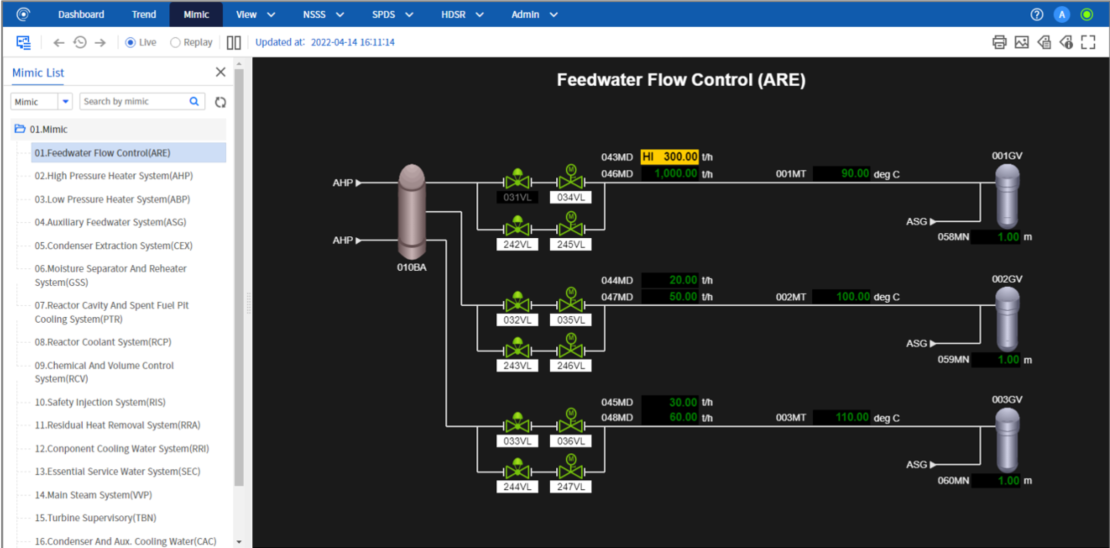 Dashboard Trend Mimic View NSSS SPDS HDSR Admin ? A
Live Replay Updated at: 2022-04-14 16:11:14
Mimic List
Mimic Search by mimic
01.Mimic
01.Feedwater Flow Control(ARE)
02.High Pressure Heater System(AHP)
03.Low Pressure Heater System(ABP)
04.Auxiliary Feedwater System(ASG)
05.Condenser Extraction System(CEX)
06.Moisture Separator And Reheater
System(GSS)
07.Reactor Cavity And Spent Fuel Pit
Cooling System(PTR)
08.Reactor Coolant System(RCP)
09.Chemical And Volume Control
System(RCV)
10.Safety Injection System(RIS)
11.Residual Heat Removal System(RRA)
12.Conponent Cooling Water System(RRI)
13.Essential Service Water System(SEC)
14.Main Steam System(VVP)
15.Turbine Supervisory(TBN)
16.Condenser And Aux. Cooling Water(CAC)
Feedwater Flow Control (ARE)
043MD HI 300.00 t/h
001GV
046MD 1,000.00 t/h 001MT 90.00 deg C
AHP M
031VL 034VL
ASG
M
058MN 1.00 m
AHP 242VL 245VL
010BA
044MD 20.00 t/h
002GV
047MD 50.00 t/h 002MT 100.00 deg C
M
032VL 035VL
ASG
M
059MN 1.00 m
243VL 246VL
045MD 30.00 t/h
003GV
048MD 60.00 t/h 003MT 110.00 deg C
M
033VL 036VL
ASG
M
060MN 1.00 m
244VL 247VL